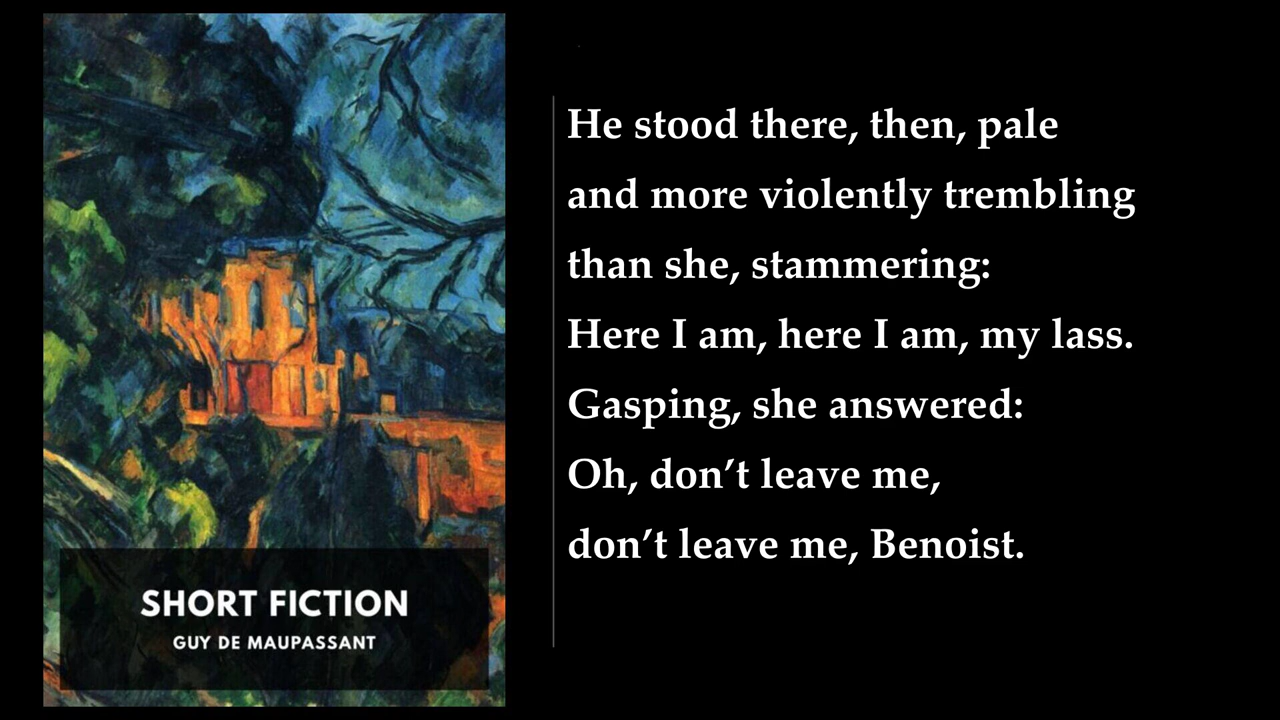 SHORT FICTION
GUY DE MAUPASSANT
He stood there, then, pale
and more violently trembling
than she, stammering:
Here I am, here I am, my lass.
Gasping, she answered:
Oh, don’t leave me,
don’t leave me, Benoist.